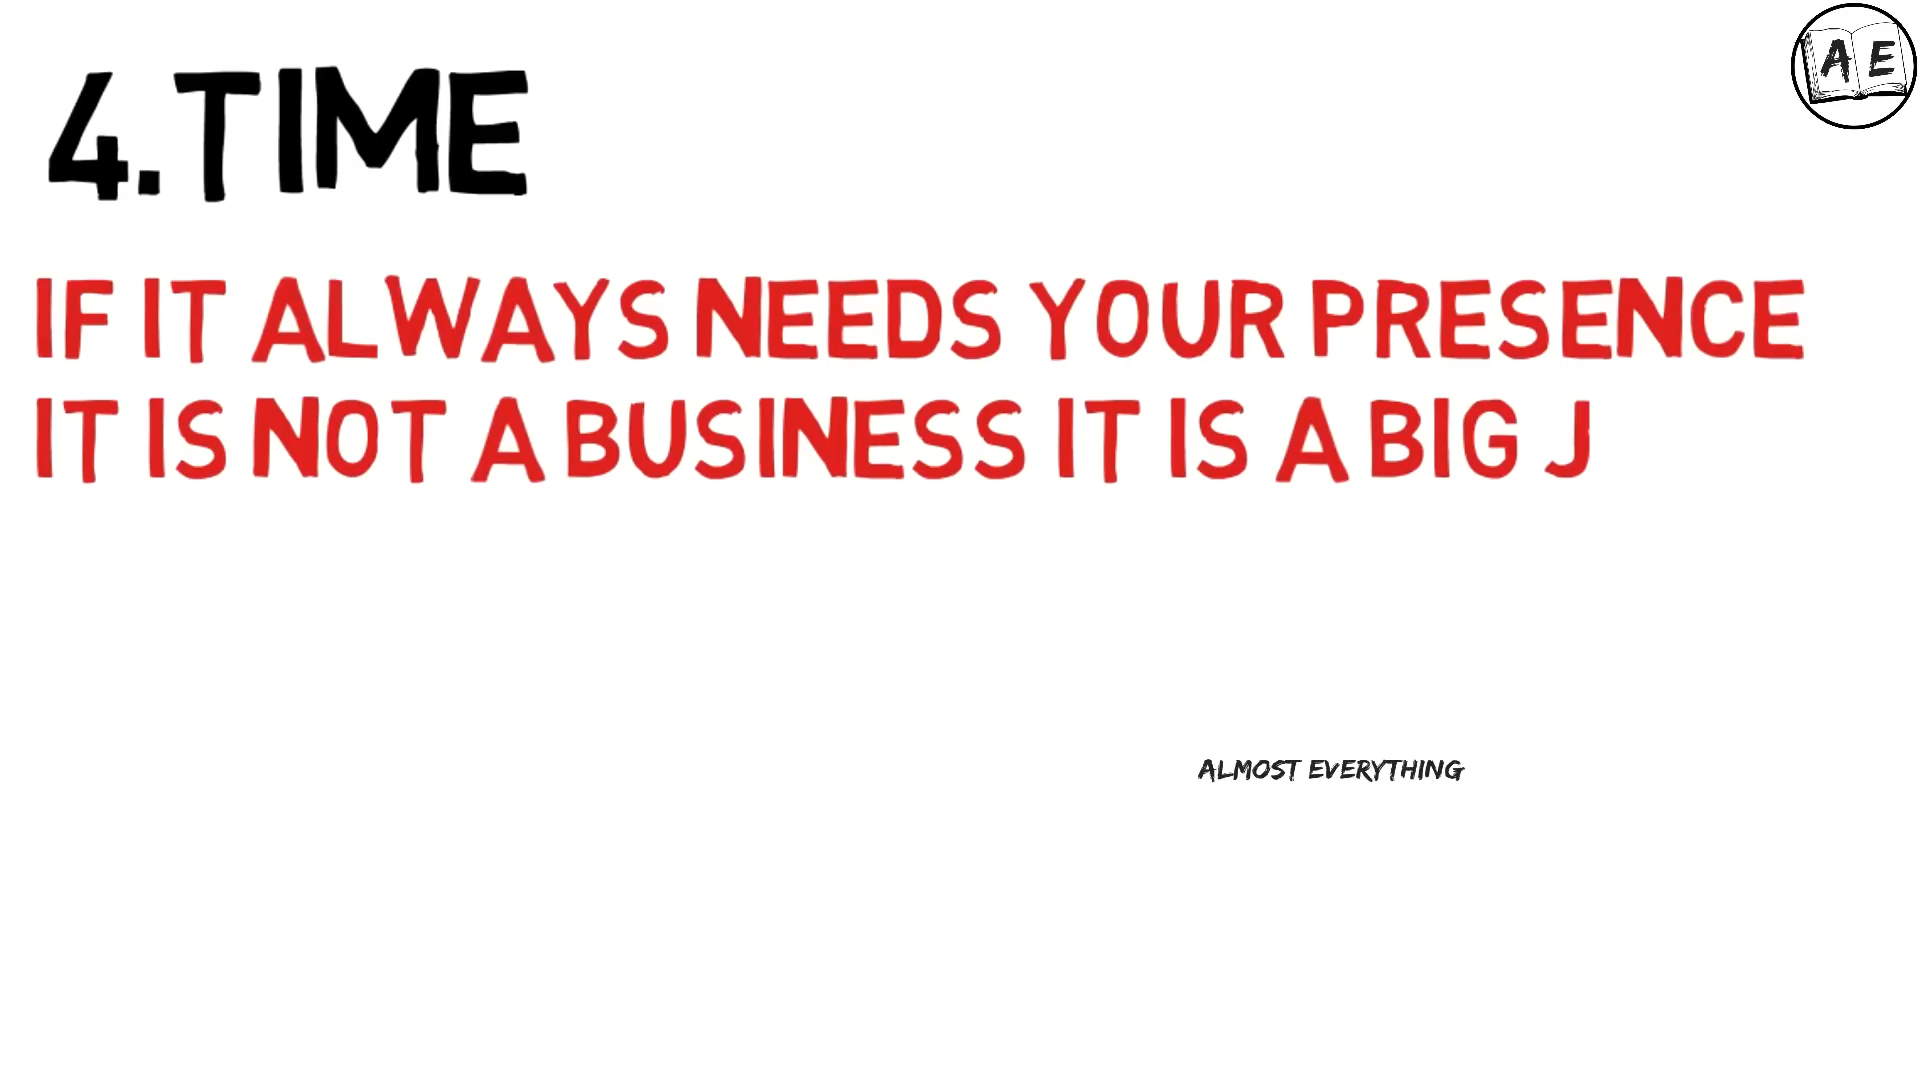 A E
4.TIME
IF IT ALWAYS NEEDS YOUR PRESENCE
IT IS NOT A BUSINESS IT IS A BIG J
ALMOST EVERYTHING